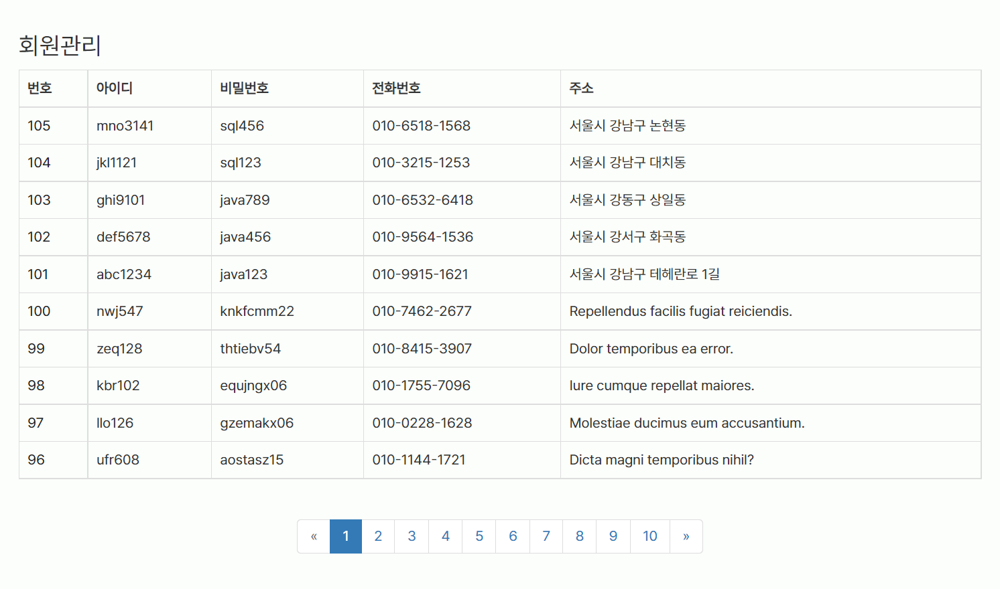 회원관리
번호 아이디 비밀번호 전화번호 주소
105 mno3141 sql456 010-6518-1568 서울시 강남구 논현동
104 jkl1121 sql123 010-3215-1253 서울시 강남구 대치동
103 ghi9101 java789 010-6532-6418 서울시 강동구 상일동
102 def5678 java456 010-9564-1536 서울시 강서구 화곡동
101 abc1234 java123 010-9915-1621 서울시 강남구 테헤란로 1길
100 nwj547 knkfcmm22 010-7462-2677 Repellendus facilis fugiat reiciendis.
99 zeq128 thtiebv54 010-8415-3907 Dolor temporibus ea error.
98 kbr102 equjngx06 010-1755-7096 Iure cumque repellat maiores.
97 llo126 gzemakx06 010-0228-1628 Molestiae ducimus eum accusantium.
96 ufr608 aostasz15 010-1144-1721 Dicta magni temporibus nihil?
« 1 2 3 4 5 6 7 8 9 10 »